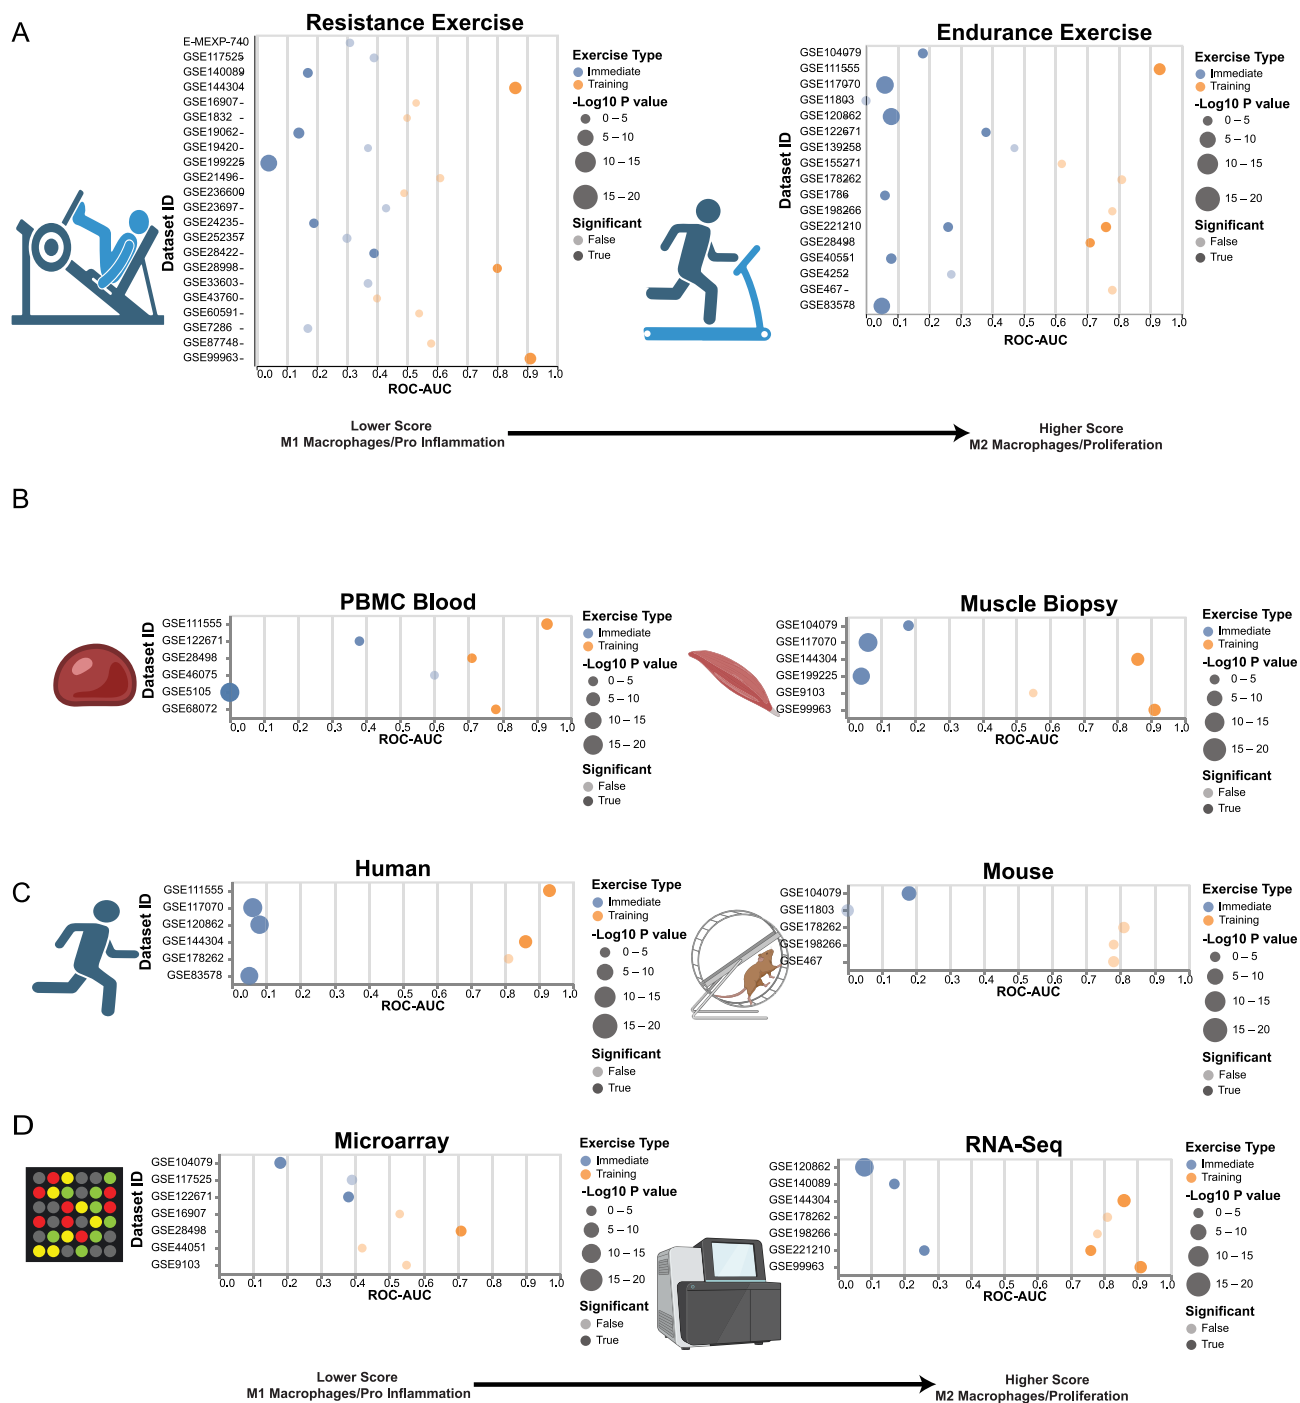 A
Resistance Exercise
Dataset ID
E-MEXP-740
GSE117525
GSE140089
GSE144304
GSE16907
GSE1832
GSE19062
GSE19420
GSE199225
GSE21496
GSE236600
GSE23697
GSE24235
GSE252357
GSE28422
GSE28998
GSE33603
GSE43760
GSE60591
GSE7286
GSE87748
GSE99963
0.0 0.1 0.2 0.3 0.4 0.5 0.6 0.7 0.8 0.9 1.0
ROC-AUC
Exercise Type
Immediate
Training
-Log10 P value
0 – 5
5 – 10
10 – 15
15 – 20
Significant
False
True
Endurance Exercise
Dataset ID
GSE104079
GSE111555
GSE117070
GSE11803
GSE120862
GSE122671
GSE139258
GSE155271
GSE178262
GSE1786
GSE198266
GSE221210
GSE28498
GSE40551
GSE4252
GSE467
GSE83578
0.0 0.1 0.2 0.3 0.4 0.5 0.6 0.7 0.8 0.9 1.0
ROC-AUC
Exercise Type
Immediate
Training
-Log10 P value
0 – 5
5 – 10
10 – 15
15 – 20
Significant
False
True
Lower Score
M1 Macrophages/Pro Inflammation
Higher Score
M2 Macrophages/Proliferation
B
PBMC Blood
Dataset ID
GSE111555
GSE122671
GSE28498
GSE46075
GSE5105
GSE68072
0.0 0.1 0.2 0.3 0.4 0.5 0.6 0.7 0.8 0.9 1.0
ROC-AUC
Exercise Type
Immediate
Training
-Log10 P value
0 – 5
5 – 10
10 – 15
15 – 20
Significant
False
True
Muscle Biopsy
GSE104079
GSE117070
GSE144304
GSE199225
GSE9103
GSE99963
0.0 0.1 0.2 0.3 0.4 0.5 0.6 0.7 0.8 0.9 1.0
ROC-AUC
Exercise Type
Immediate
Training
-Log10 P value
0 – 5
5 – 10
10 – 15
15 – 20
Significant
False
True
C
Human
Dataset ID
GSE111555
GSE117070
GSE120862
GSE144304
GSE178262
GSE83578
0.0 0.1 0.2 0.3 0.4 0.5 0.6 0.7 0.8 0.9 1.0
ROC-AUC
Exercise Type
Immediate
Training
-Log10 P value
0 – 5
5 – 10
10 – 15
15 – 20
Significant
False
True
Mouse
GSE104079
GSE11803
GSE178262
GSE198266
GSE467
0.0 0.1 0.2 0.3 0.4 0.5 0.6 0.7 0.8 0.9 1.0
ROC-AUC
Exercise Type
Immediate
Training
-Log10 P value
0 – 5
5 – 10
10 – 15
15 – 20
Significant
False
True
D
Microarray
Dataset ID
GSE104079
GSE117525
GSE122671
GSE16907
GSE28498
GSE44051
GSE9103
0.0 0.1 0.2 0.3 0.4 0.5 0.6 0.7 0.8 0.9 1.0
ROC-AUC
Exercise Type
Immediate
Training
-Log10 P value
0 – 5
5 – 10
10 – 15
15 – 20
Significant
False
True
RNA-Seq
GSE120862
GSE140089
GSE144304
GSE178262
GSE198266
GSE221210
GSE99963
0.0 0.1 0.2 0.3 0.4 0.5 0.6 0.7 0.8 0.9 1.0
ROC-AUC
Exercise Type
Immediate
Training
-Log10 P value
0 – 5
5 – 10
10 – 15
15 – 20
Significant
False
True
Lower Score
M1 Macrophages/Pro Inflammation
Higher Score
M2 Macrophages/Proliferation